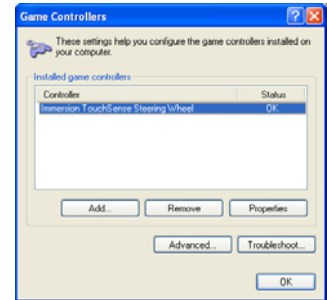 Game Controllers
These settings help you configure the game controllers installed on
your computer.
Installed game controllers
Controller Status
Immersion TouchSense Steering Wheel OK
Add... Remove Properties
Advanced... Troubleshoot...
OK